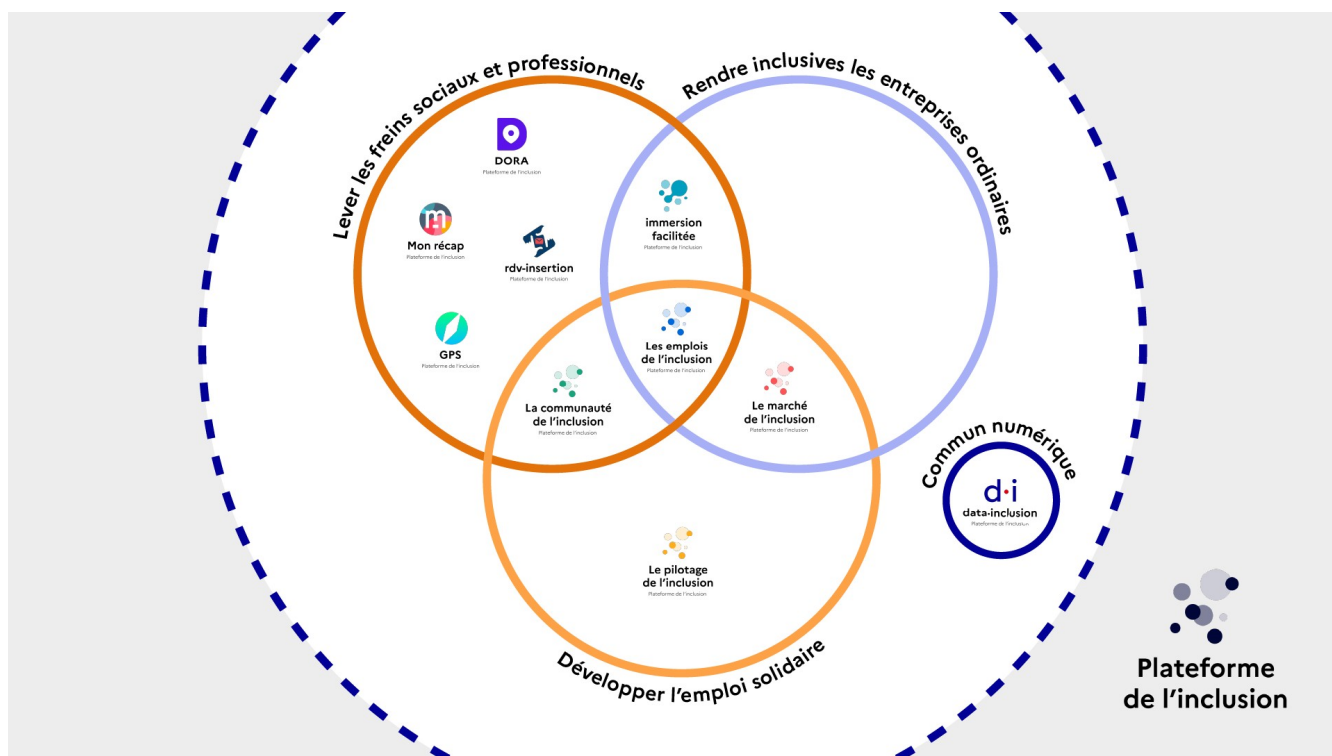 Lever les freins sociaux et professionnels
Rendre inclusives les entreprises ordinaires
DORA
Plateforme de l'inclusion
immersion
facilitée
Plateforme de l'inclusion
Mon récap
Plateforme de l'inclusion
rdv-insertion
Plateforme de l'inclusion
GPS
Plateforme de l'inclusion
Les emplois
de l'inclusion
Plateforme de l'inclusion
La communauté
de l'inclusion
Plateforme de l'inclusion
Le marché
de l'inclusion
Plateforme de l'inclusion
Commun numérique
d·i
data-inclusion
Plateforme de l'inclusion
Le pilotage
de l'inclusion
Plateforme de l'inclusion
Développer l'emploi solidaire
Plateforme
de l'inclusion